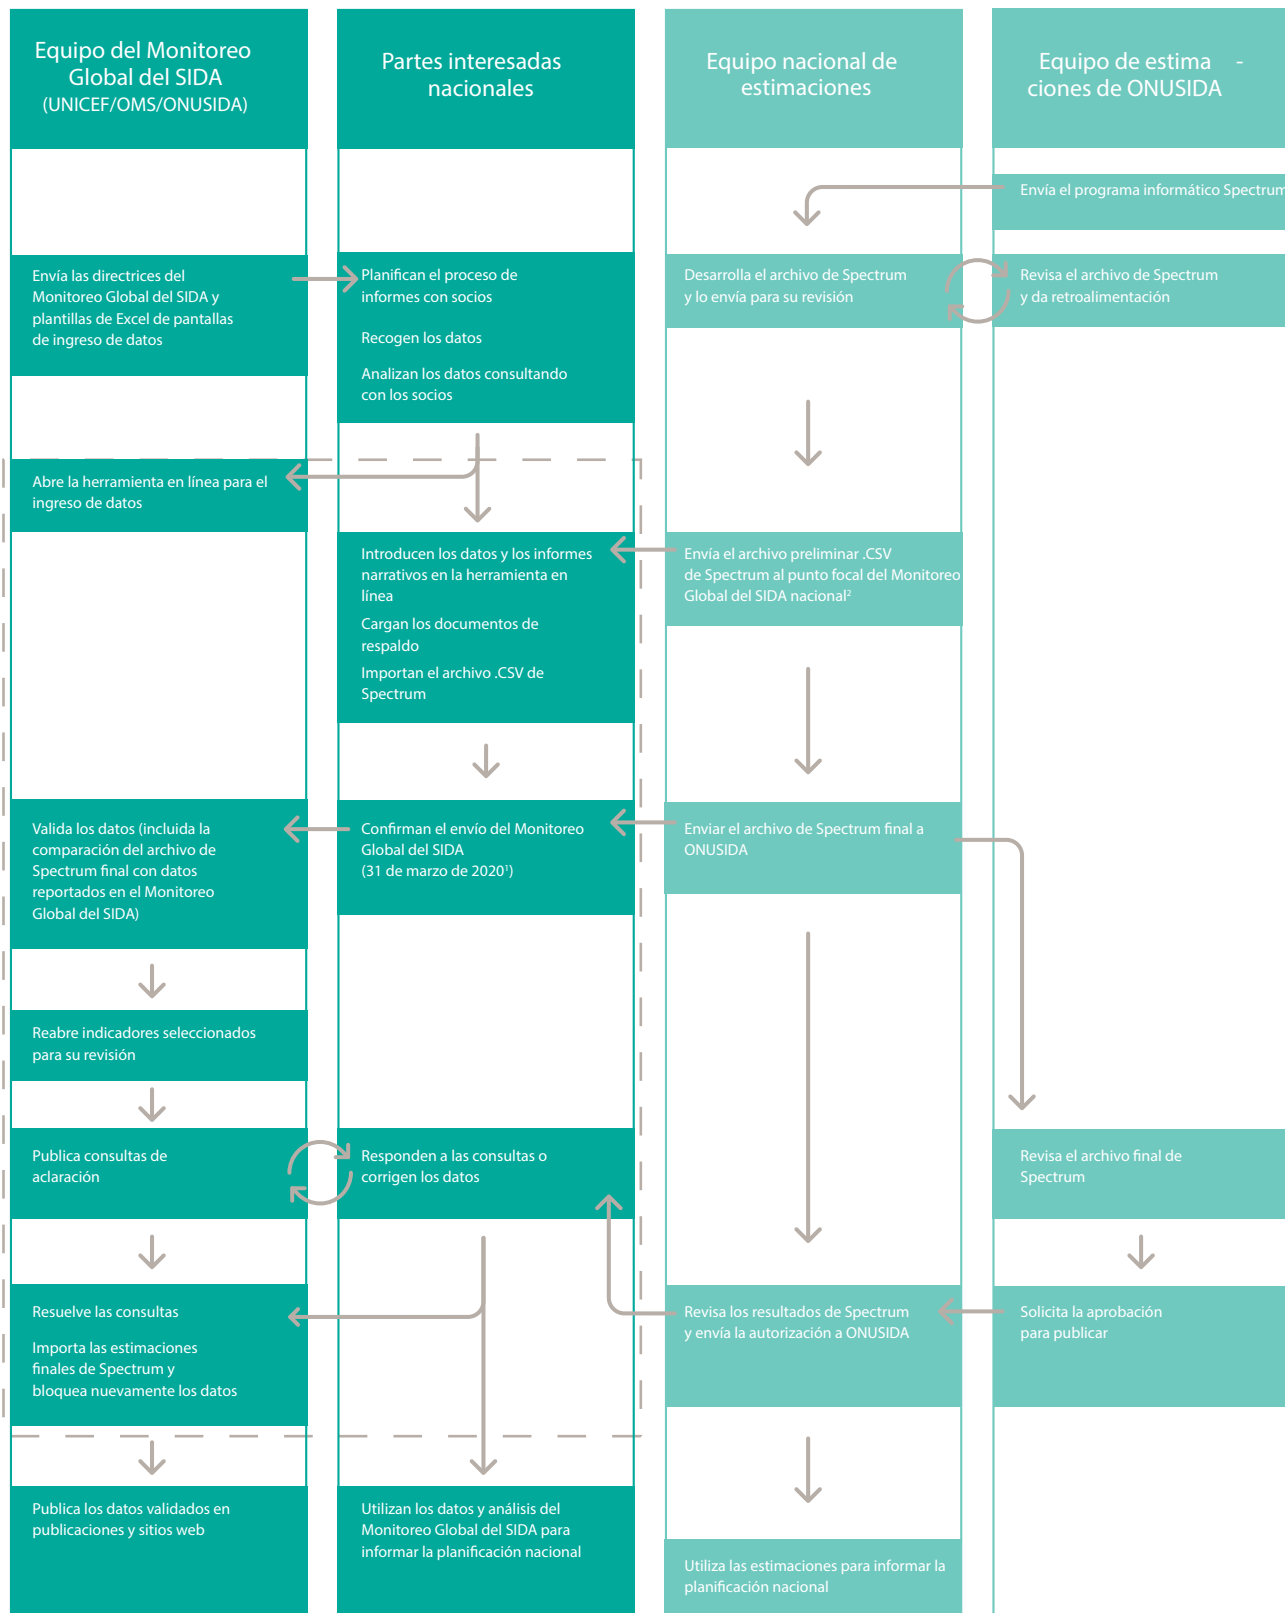 Equipo del Monitoreo
Global del SIDA
(UNICEF/OMS/ONUSIDA)
Partes interesadas
nacionales
Equipo nacional de
estimaciones
Equipo de estima -
ciones de ONUSIDA
Envía el programa informático Spectrum
Envía las directrices del
Monitoreo Global del SIDA y
plantillas de Excel de pantallas
de ingreso de datos
Planifican el proceso de
informes con socios
Recogen los datos
Analizan los datos consultando
con los socios
Desarrolla el archivo de Spectrum
y lo envía para su revisión
Revisa el archivo de Spectrum
y da retroalimentación
Abre la herramienta en línea para el
ingreso de datos
Introducen los datos y los informes
narrativos en la herramienta en
línea
Cargan los documentos de
respaldo
Importan el archivo .CSV de
Spectrum
Envía el archivo preliminar .CSV
de Spectrum al punto focal del Monitoreo
Global del SIDA nacional²
Valida los datos (incluida la
comparación del archivo de
Spectrum final con datos
reportados en el Monitoreo
Global del SIDA)
Confirman el envío del Monitoreo
Global del SIDA
(31 de marzo de 2020¹)
Enviar el archivo de Spectrum final a
ONUSIDA
Reabre indicadores seleccionados
para su revisión
Publica consultas de
aclaración
Responden a las consultas o
corrigen los datos
Revisa el archivo final de
Spectrum
Resuelve las consultas
Importa las estimaciones
finales de Spectrum y
bloquea nuevamente los datos
Revisa los resultados de Spectrum
y envía la autorización a ONUSIDA
Solicita la aprobación
para publicar
Publica los datos validados en
publicaciones y sitios web
Utilizan los datos y análisis del
Monitoreo Global del SIDA para
informar la planificación nacional
Utiliza las estimaciones para informar la
planificación nacional